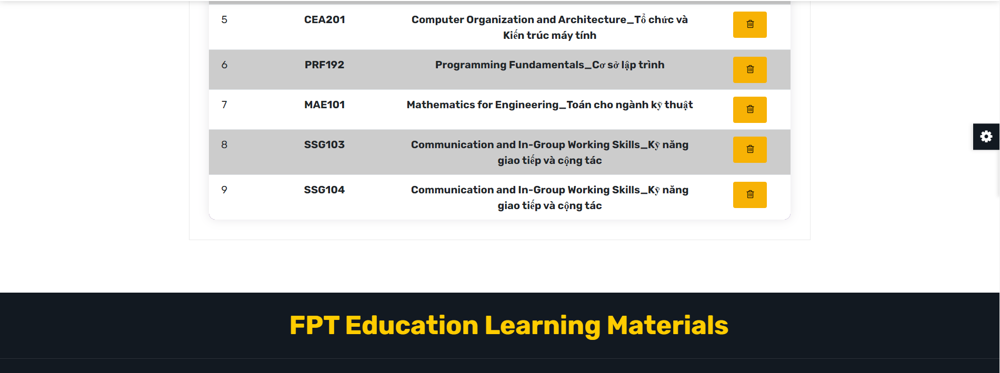 5 CEA201 Computer Organization and Architecture_Tổ chức và
Kiến trúc máy tính
6 PRF192 Programming Fundamentals_Cơ sở lập trình
7 MAE101 Mathematics for Engineering_Toán cho ngành kỹ thuật
8 SSG103 Communication and In-Group Working Skills_Kỹ năng
giao tiếp và cộng tác
9 SSG104 Communication and In-Group Working Skills_Kỹ năng
giao tiếp và cộng tác
FPT Education Learning Materials